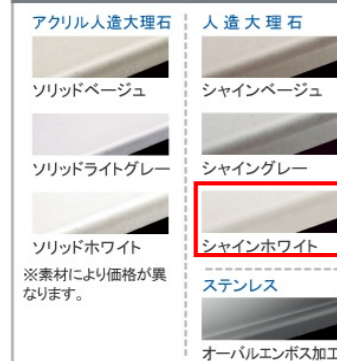 アクリル人造大理石
ソリッドベージュ
ソリッドライトグレー
ソリッドホワイト
※素材により価格が異
なります。
人造大理石
シャインベージュ
シャイングレー
シャインホワイト
ステンレス
オーバルエンボス加工